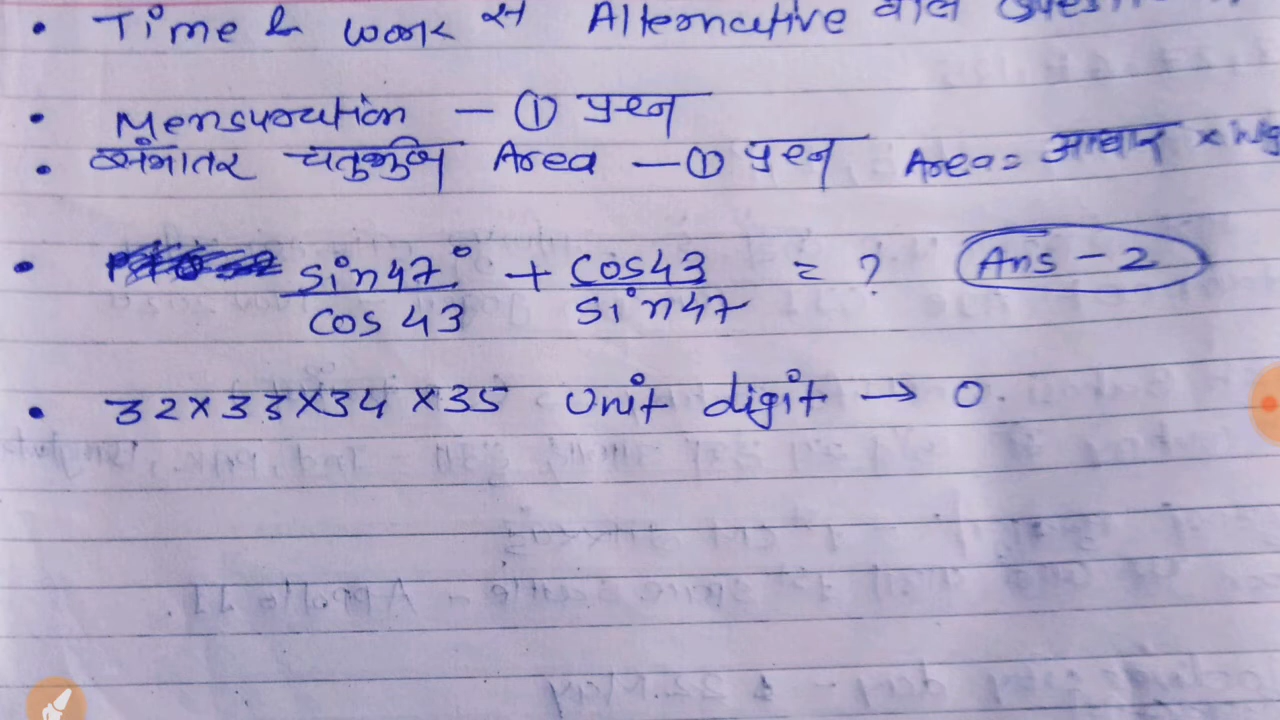 • Time & work से Alternative वाले
• Mensuration – ① प्रश्न
• समांतर चतुर्भुज Area – ① प्रश्न Area = आधार ×
• sin47°/cos43 + cos43/sin47 = ? Ans – 2
• 32×33×34×35 Unit digit → 0